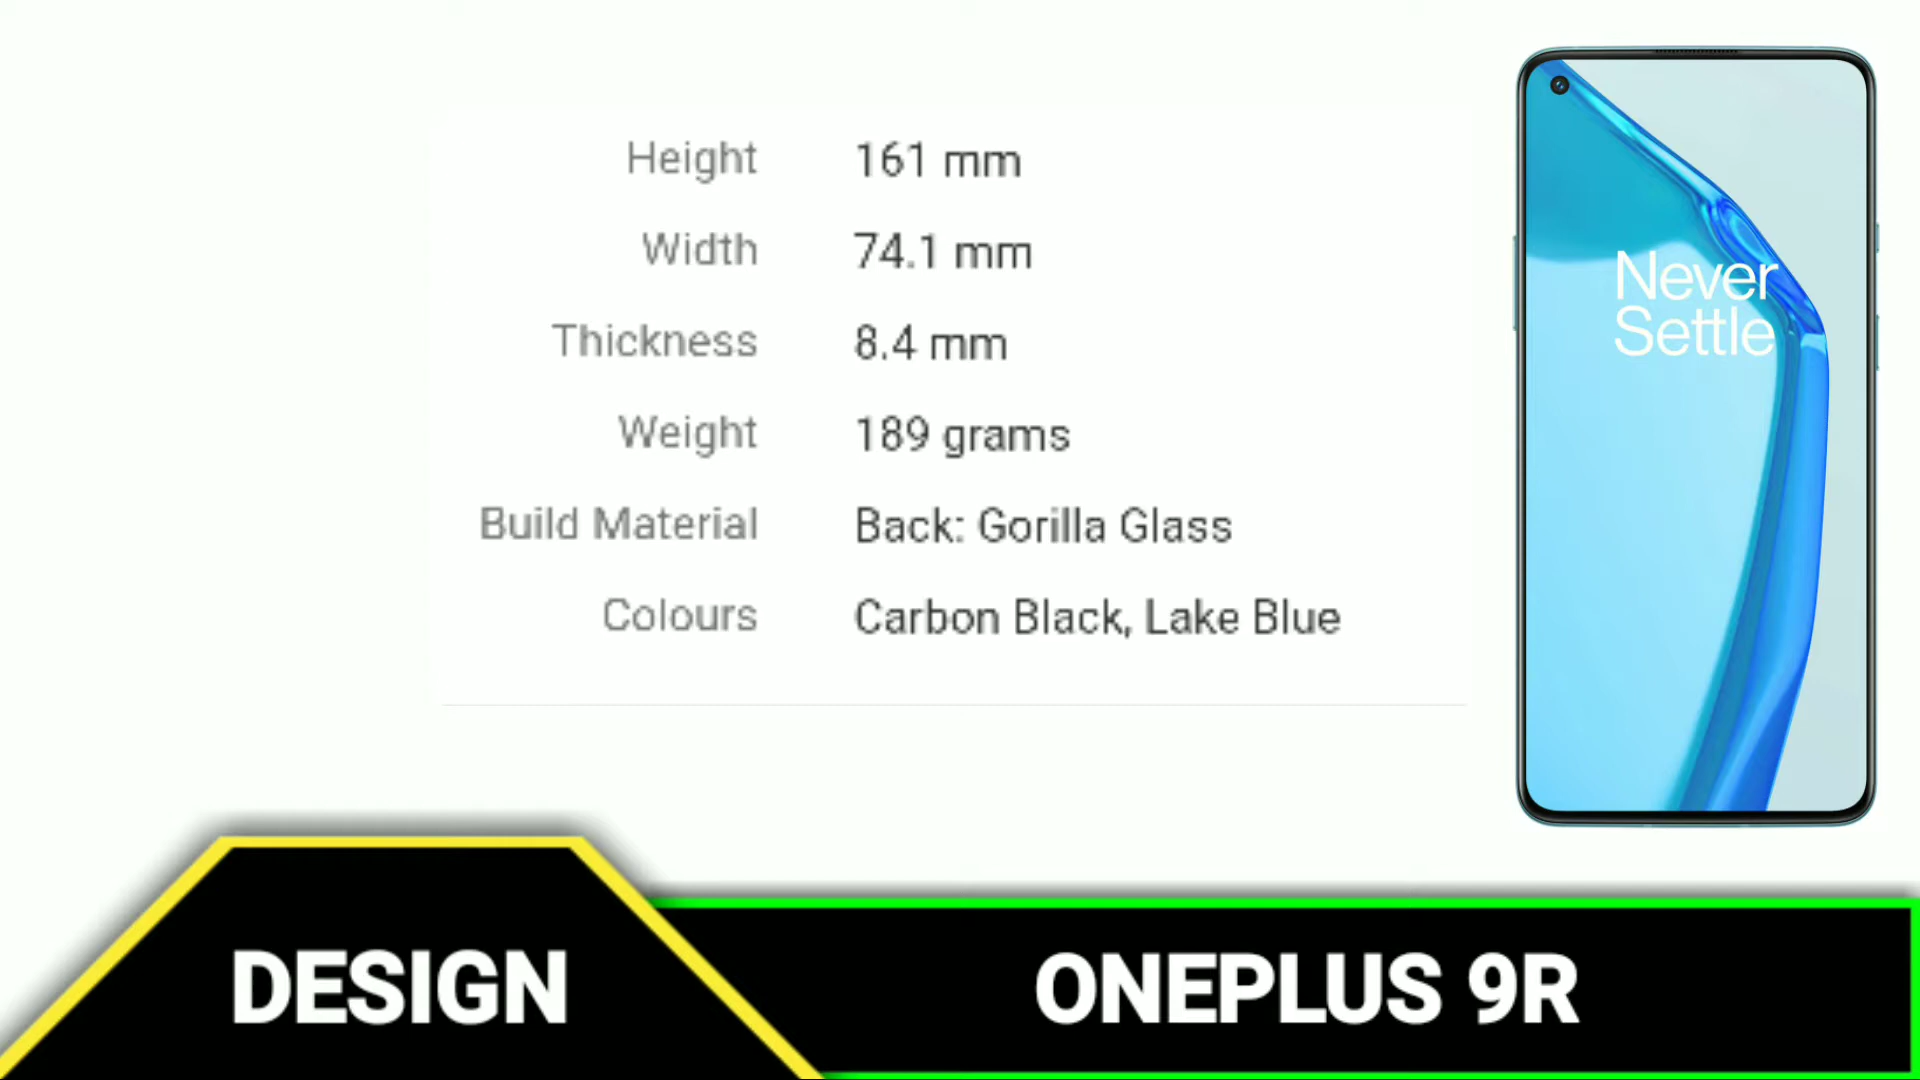 Height 161 mm
Width 74.1 mm
Thickness 8.4 mm
Weight 189 grams
Build Material Back: Gorilla Glass
Colours Carbon Black, Lake Blue
Never
Settle
DESIGN
ONEPLUS 9R